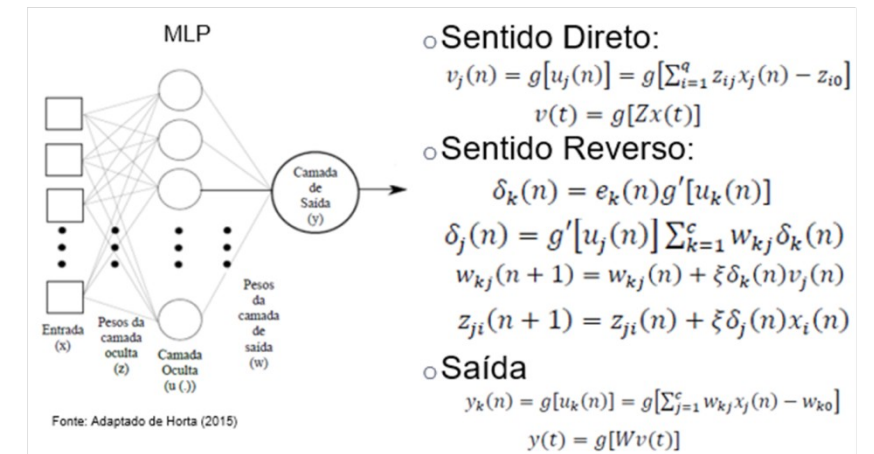 MLP
Camada
de
Saída
(y)
Pesos
da
camada
de
saída
(w)
Entrada
(x)
Pesos da
camada
oculta
(z)
Camada
Oculta
(u (.))
Fonte: Adaptado de Horta (2015)
○Sentido Direto:
v_j(n) = g[u_j(n)] = g[∑_{i=1}^{q} z_{ij}x_j(n) − z_{i0}]
v(t) = g[Zx(t)]
○Sentido Reverso:
δ_k(n) = e_k(n)g′[u_k(n)]
δ_j(n) = g′[u_j(n)] ∑_{k=1}^{c} w_{kj}δ_k(n)
w_{kj}(n + 1) = w_{kj}(n) + ξδ_k(n)v_j(n)
z_{ji}(n + 1) = z_{ji}(n) + ξδ_j(n)x_i(n)
○Saída
y_k(n) = g[u_k(n)] = g[∑_{j=1}^{c} w_{kj}x_j(n) − w_{k0}]
y(t) = g[Wv(t)]